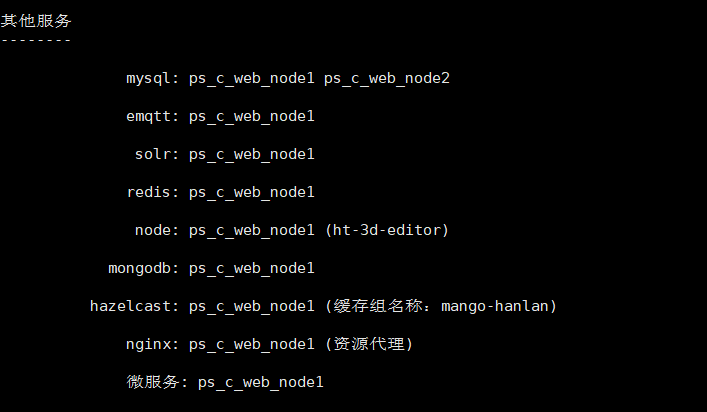 其他服务
--------
mysql: ps_c_web_node1 ps_c_web_node2
emqtt: ps_c_web_node1
solr: ps_c_web_node1
redis: ps_c_web_node1
node: ps_c_web_node1 (ht-3d-editor)
mongodb: ps_c_web_node1
hazelcast: ps_c_web_node1 (缓存组名称：mango-hanlan)
nginx: ps_c_web_node1 (资源代理)
微服务: ps_c_web_node1